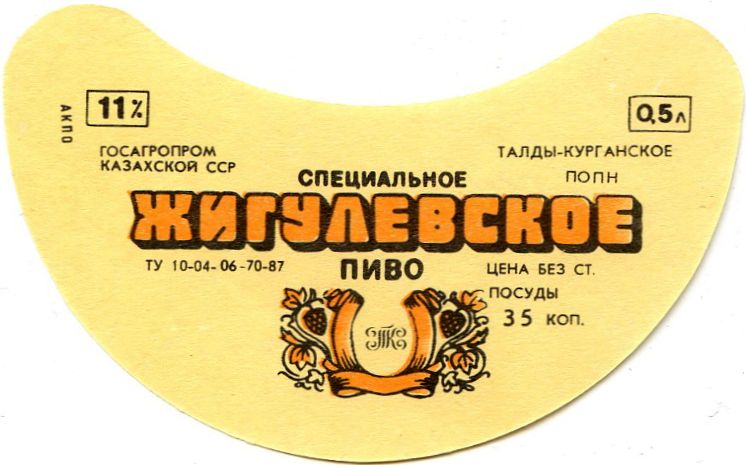 АКПО
11%
0,5л
ГОСАГРОПРОМ
КАЗАХСКОЙ ССР
ТАЛДЫ-КУРГАНСКОЕ
ПОПН
СПЕЦИАЛЬНОЕ
ЖИГУЛЕВСКОЕ
ПИВО
ТУ 10-04-06-70-87
ЦЕНА БЕЗ СТ.
ПОСУДЫ
35 КОП.
ТК